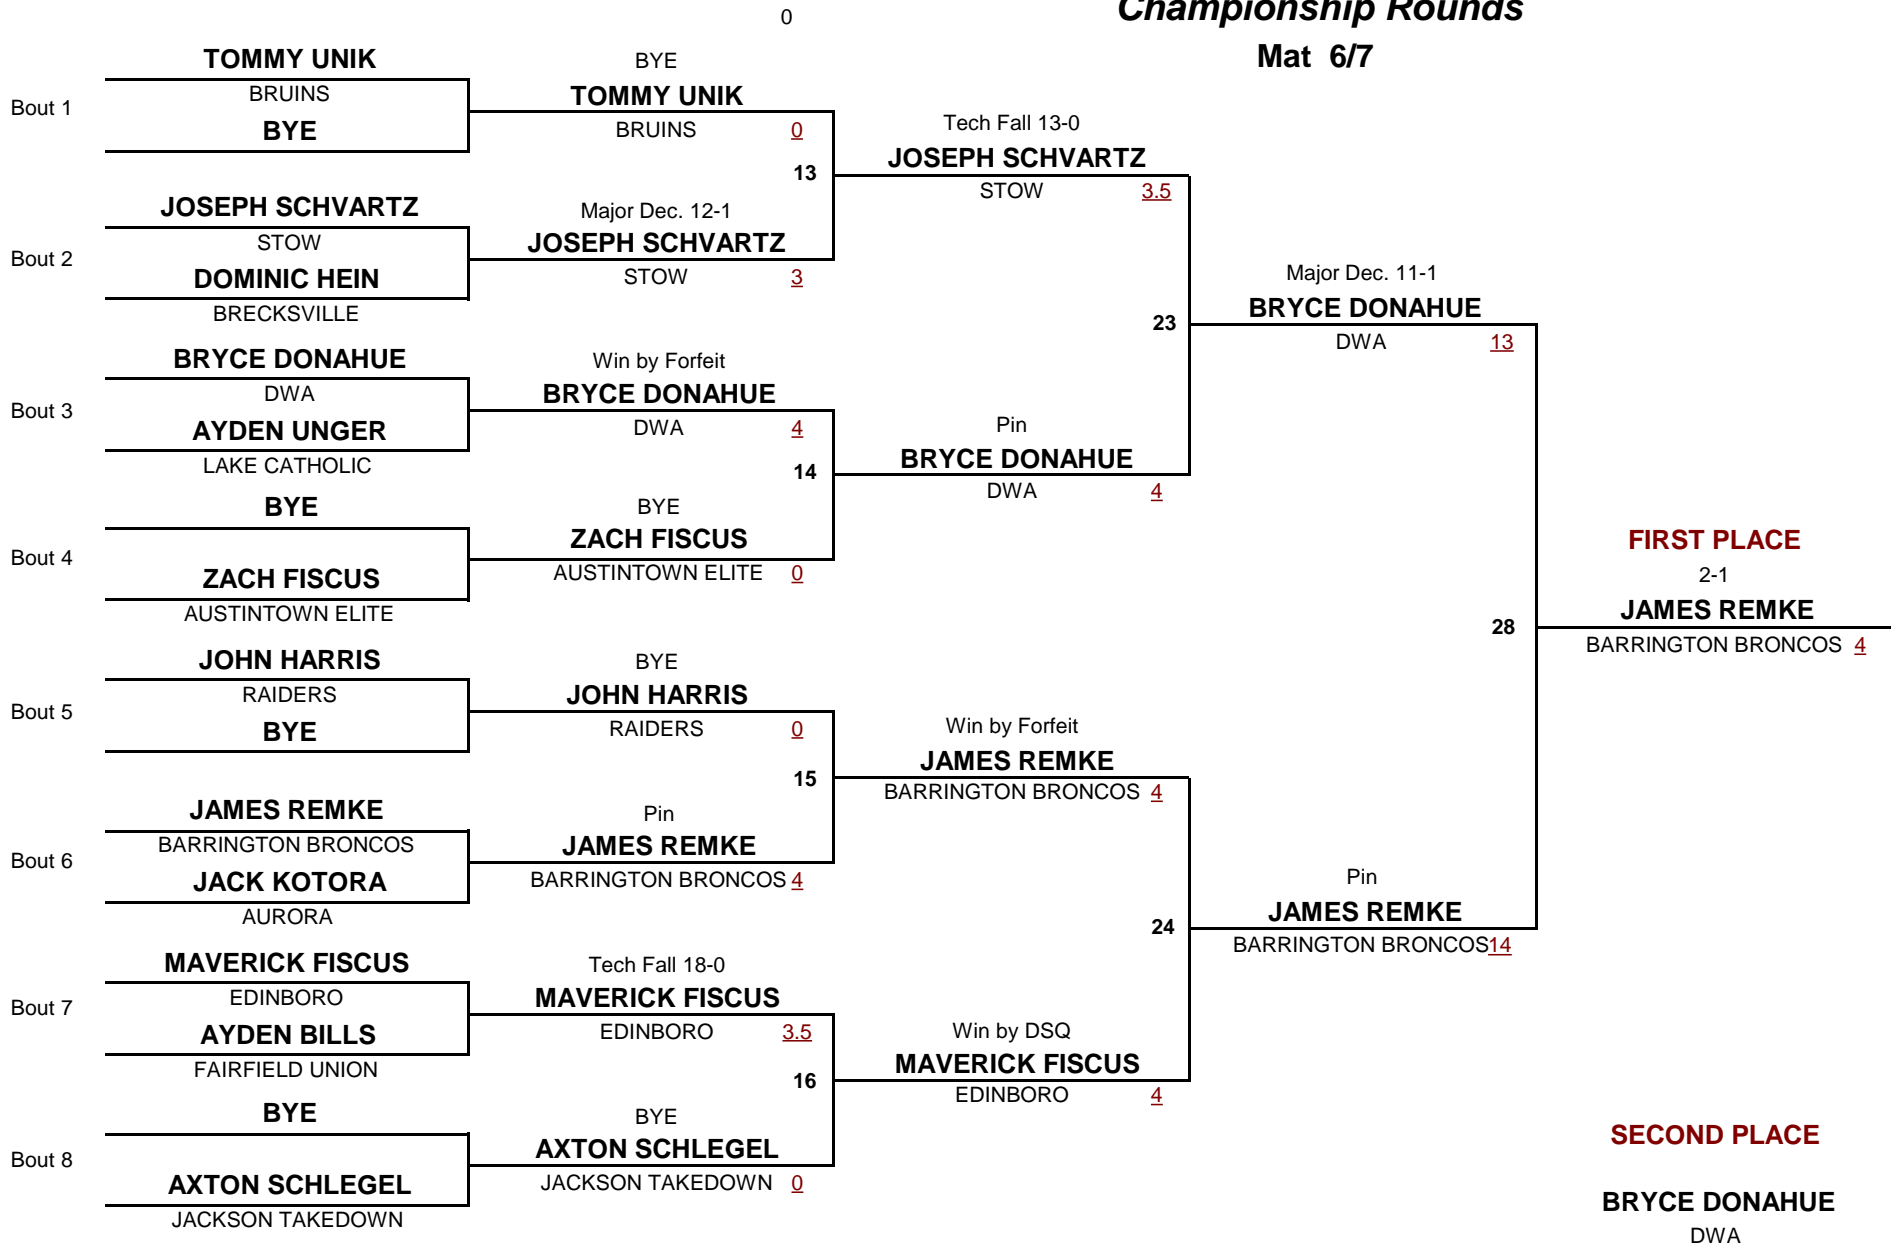 0
Championship Rounds
Mat 6/7
TOMMY UNIK
BRUINS
Bout 1
BYE
JOSEPH SCHVARTZ
STOW
Bout 2
DOMINIC HEIN
BRECKSVILLE
BRYCE DONAHUE
DWA
Bout 3
AYDEN UNGER
LAKE CATHOLIC
BYE
Bout 4
ZACH FISCUS
AUSTINTOWN ELITE
JOHN HARRIS
RAIDERS
Bout 5
BYE
JAMES REMKE
BARRINGTON BRONCOS
Bout 6
JACK KOTORA
AURORA
MAVERICK FISCUS
EDINBORO
Bout 7
AYDEN BILLS
FAIRFIELD UNION
BYE
Bout 8
AXTON SCHLEGEL
JACKSON TAKEDOWN
BYE
TOMMY UNIK
BRUINS 0
13
Major Dec. 12-1
JOSEPH SCHVARTZ
STOW 3
Win by Forfeit
BRYCE DONAHUE
DWA 4
14
BYE
ZACH FISCUS
AUSTINTOWN ELITE 0
BYE
JOHN HARRIS
RAIDERS 0
15
Pin
JAMES REMKE
BARRINGTON BRONCOS 4
Tech Fall 18-0
MAVERICK FISCUS
EDINBORO 3.5
16
BYE
AXTON SCHLEGEL
JACKSON TAKEDOWN 0
Tech Fall 13-0
JOSEPH SCHVARTZ
STOW 3.5
23
Pin
BRYCE DONAHUE
DWA 4
Win by Forfeit
JAMES REMKE
BARRINGTON BRONCOS 4
24
Win by DSQ
MAVERICK FISCUS
EDINBORO 4
Major Dec. 11-1
BRYCE DONAHUE
DWA 13
28
Pin
JAMES REMKE
BARRINGTON BRONCOS 14
FIRST PLACE
2-1
JAMES REMKE
BARRINGTON BRONCOS 4
SECOND PLACE
BRYCE DONAHUE
DWA